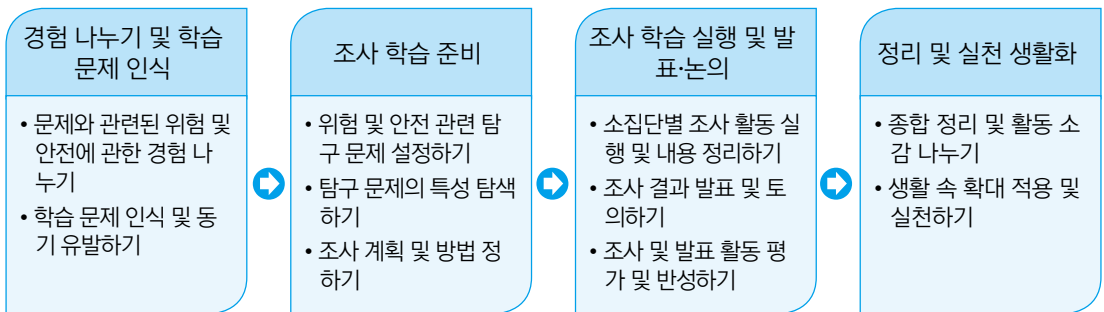 경험 나누기 및 학습
문제 인식
• 문제와 관련된 위험 및
안전에 관한 경험 나
누기
• 학습 문제 인식 및 동
기 유발하기
조사 학습 준비
• 위험 및 안전 관련 탐
구 문제 설정하기
• 탐구 문제의 특성 탐색
하기
• 조사 계획 및 방법 정
하기
조사 학습 실행 및 발
표·논의
• 소집단별 조사 활동 실
행 및 내용 정리하기
• 조사 결과 발표 및 토
의하기
• 조사 및 발표 활동 평
가 및 반성하기
정리 및 실천 생활화
• 종합 정리 및 활동 소
감 나누기
• 생활 속 확대 적용 및
실천하기